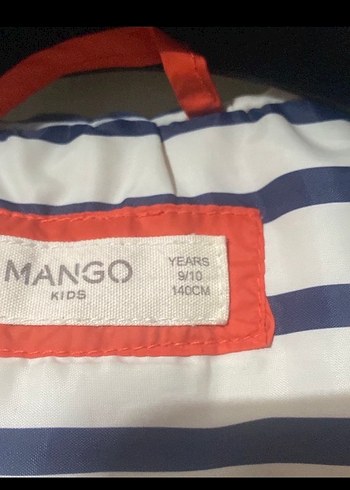 MANGO
KIDS
YEARS
9/10
140CM